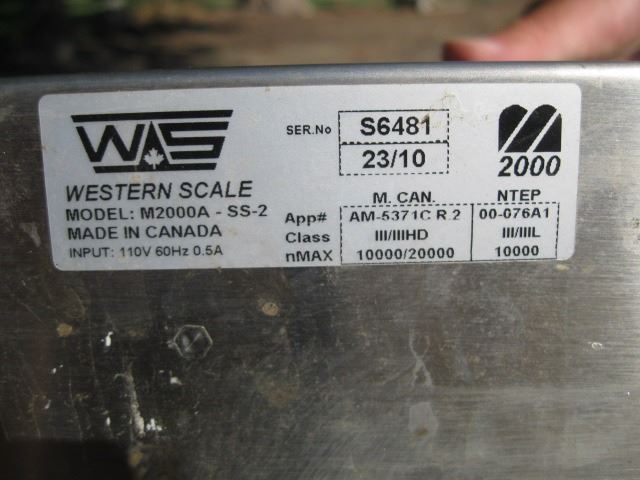 WAS
WESTERN SCALE
MODEL: M2000A - SS-2
MADE IN CANADA
INPUT: 110V 60Hz 0.5A
SER.No S6481
23/10
2000
M. CAN. NTEP
App# AM-5371C R.2 00-076A1
Class III/IIIHD III/IIIL
nMAX 10000/20000 10000